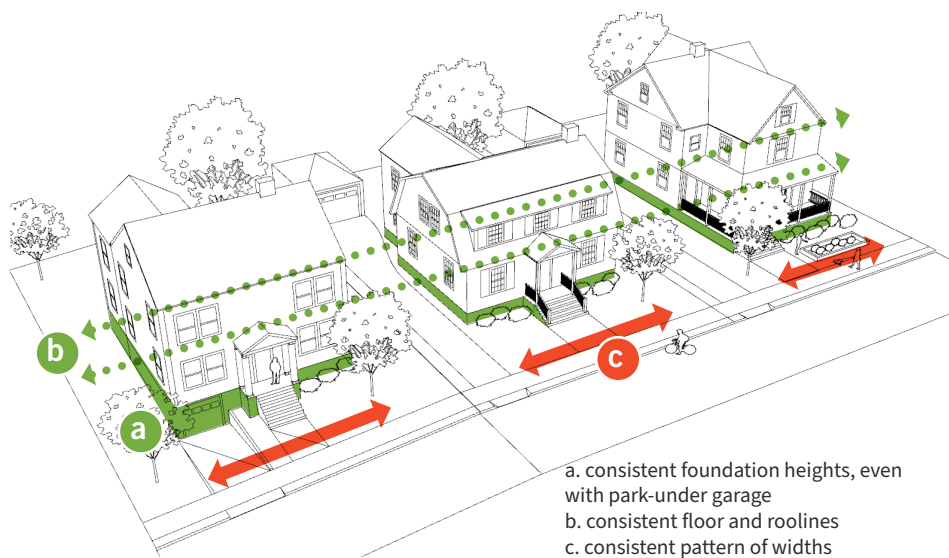 b
a
c
a. consistent foundation heights, even
with park-under garage
b. consistent floor and roolines
c. consistent pattern of widths